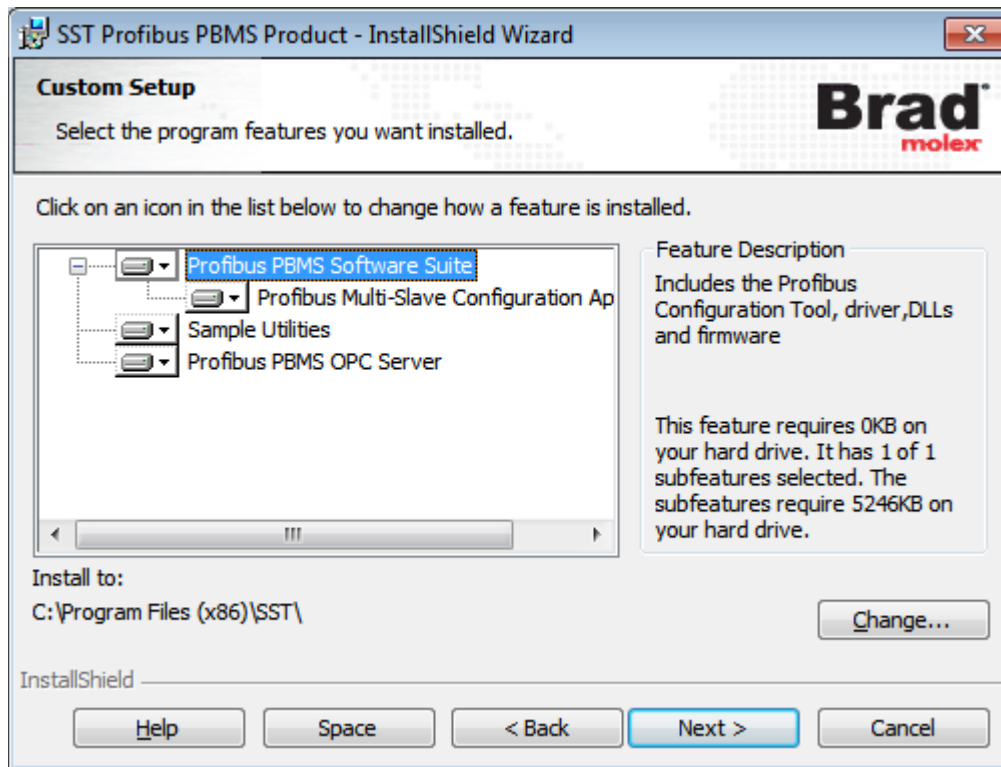 SST Profibus PBMS Product - InstallShield Wizard
Custom Setup
Select the program features you want installed.
Brad
molex
Click on an icon in the list below to change how a feature is installed.
Profibus PBMS Software Suite
Profibus Multi-Slave Configuration Ap
Sample Utilities
Profibus PBMS OPC Server
Feature Description
Includes the Profibus
Configuration Tool, driver,DLLs
and firmware
This feature requires 0KB on
your hard drive. It has 1 of 1
subfeatures selected. The
subfeatures require 5246KB on
your hard drive.
Install to:
C:\Program Files (x86)\SST\
Change...
InstallShield
Help
Space
< Back
Next >
Cancel